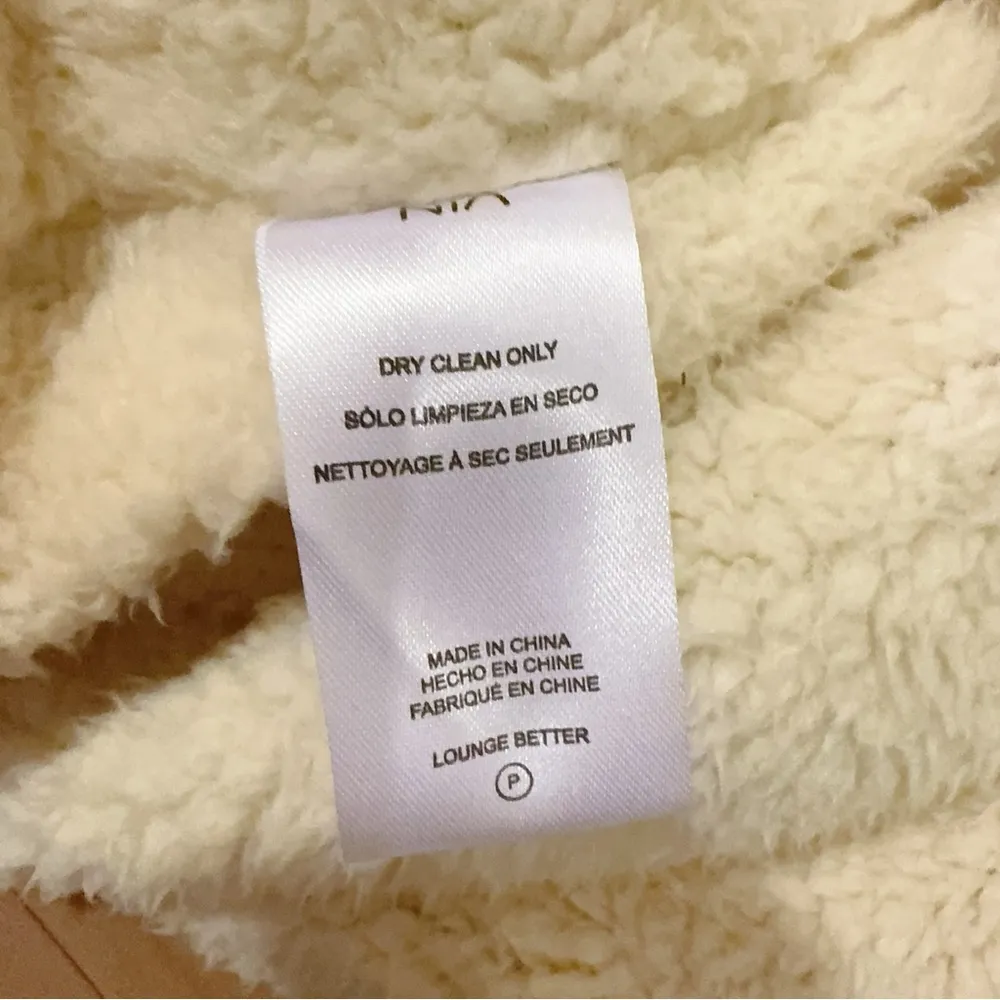 DRY CLEAN ONLY
SÓLO LIMPIEZA EN SECO
NETTOYAGE À SEC SEULEMENT
MADE IN CHINA
HECHO EN CHINE
FABRIQUÉ EN CHINE
LOUNGE BETTER
P